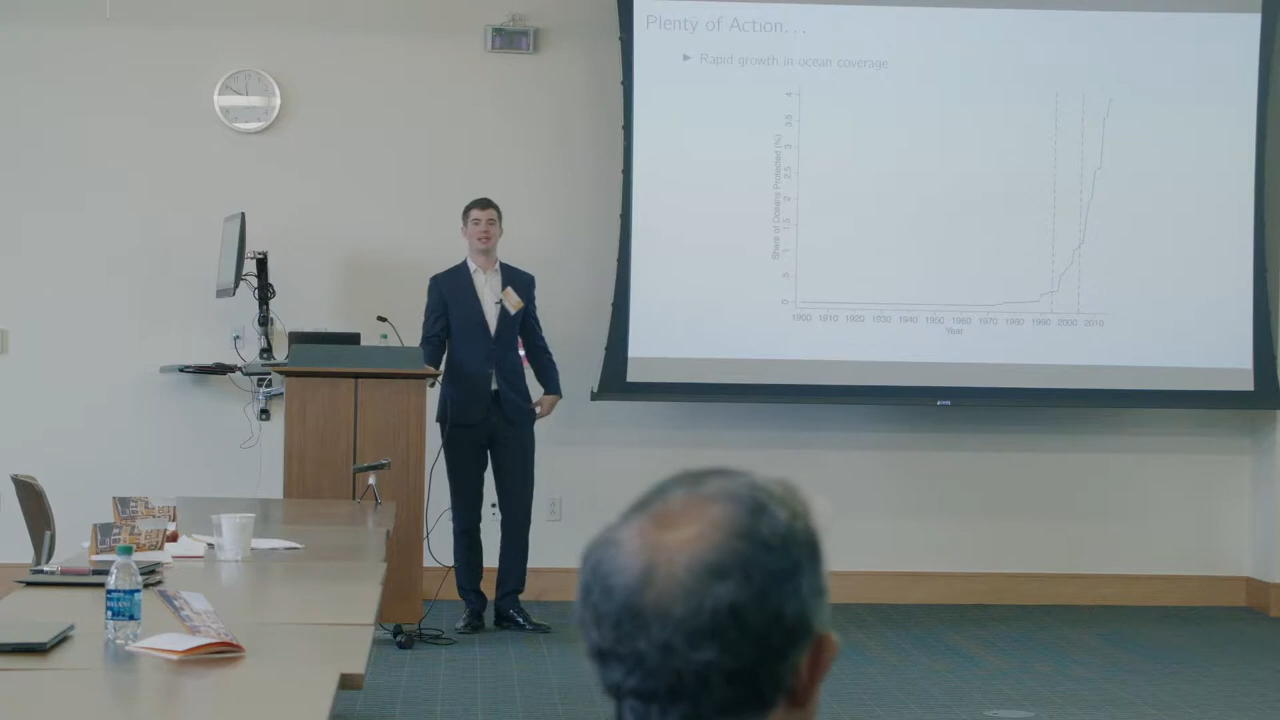 Plenty of Action...
► Rapid growth in ocean coverage
Share of Oceans Protected (%)
4
3.5
3
2.5
2
1.5
1
.5
0
1900 1910 1920 1930 1940 1950 1960 1970 1980 1990 2000 2010
Year